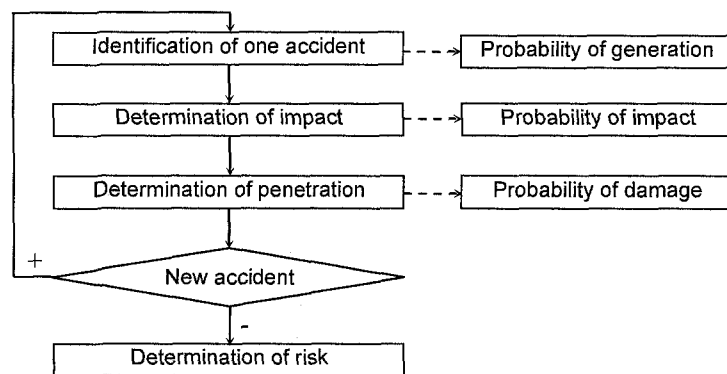 Identification of one accident
Probability of generation
Determination of impact
Probability of impact
Determination of penetration
Probability of damage
+
New accident
-
Determination of risk